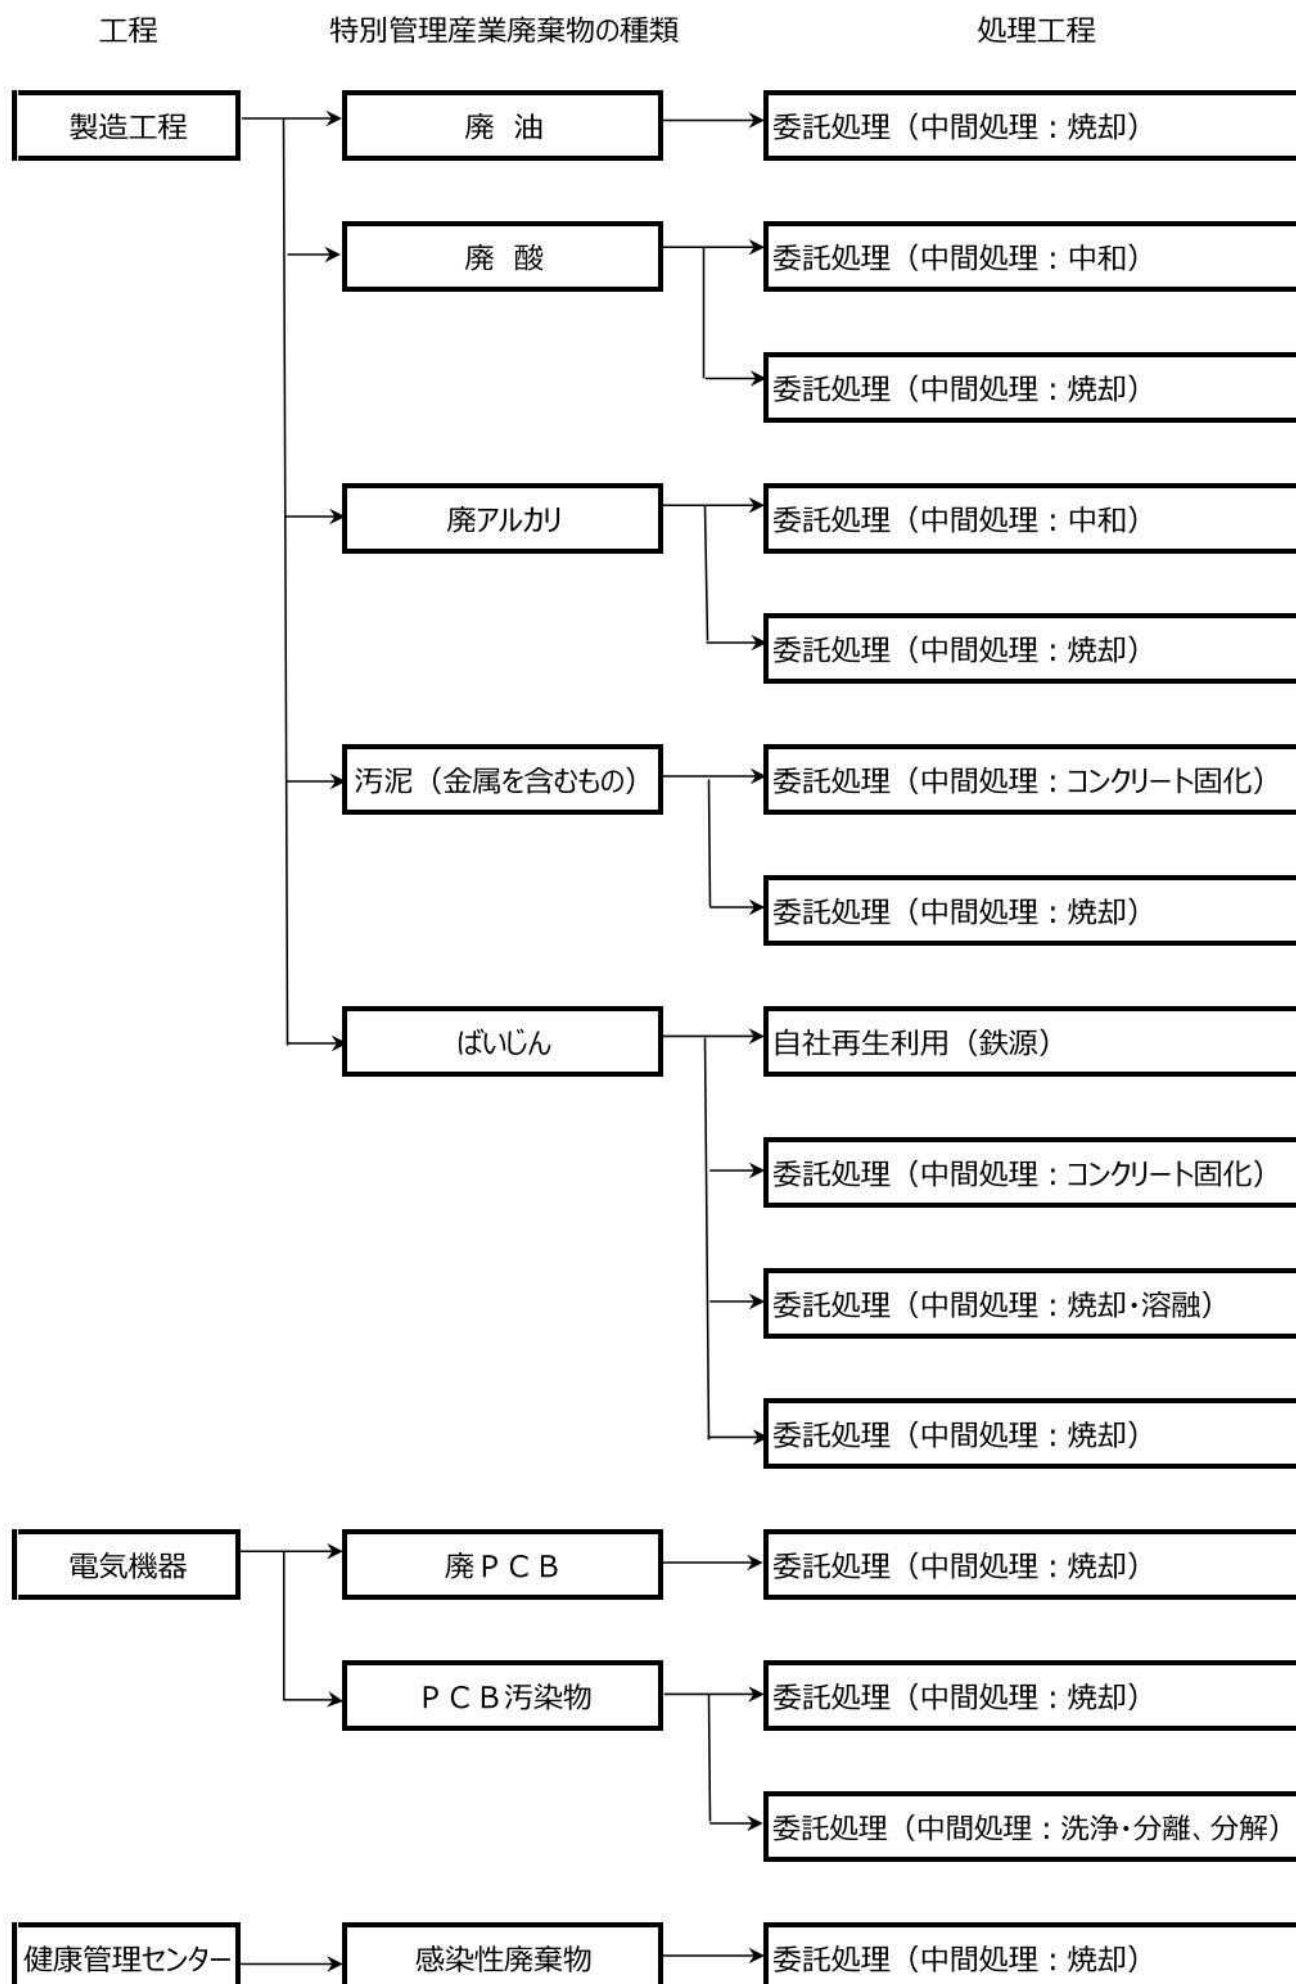 工程　特別管理産業廃棄物の種類　処理工程
製造工程　廃 油　委託処理（中間処理：焼却）
廃 酸　委託処理（中間処理：中和）
委託処理（中間処理：焼却）
廃アルカリ　委託処理（中間処理：中和）
委託処理（中間処理：焼却）
汚泥（金属を含むもの）　委託処理（中間処理：コンクリート固化）
委託処理（中間処理：焼却）
ばいじん　自社再生利用（鉄源）
委託処理（中間処理：コンクリート固化）
委託処理（中間処理：焼却・溶融）
委託処理（中間処理：焼却）
電気機器　廃ＰＣＢ　委託処理（中間処理：焼却）
ＰＣＢ汚染物　委託処理（中間処理：焼却）
委託処理（中間処理：洗浄・分離、分解）
健康管理センター　感染性廃棄物　委託処理（中間処理：焼却）